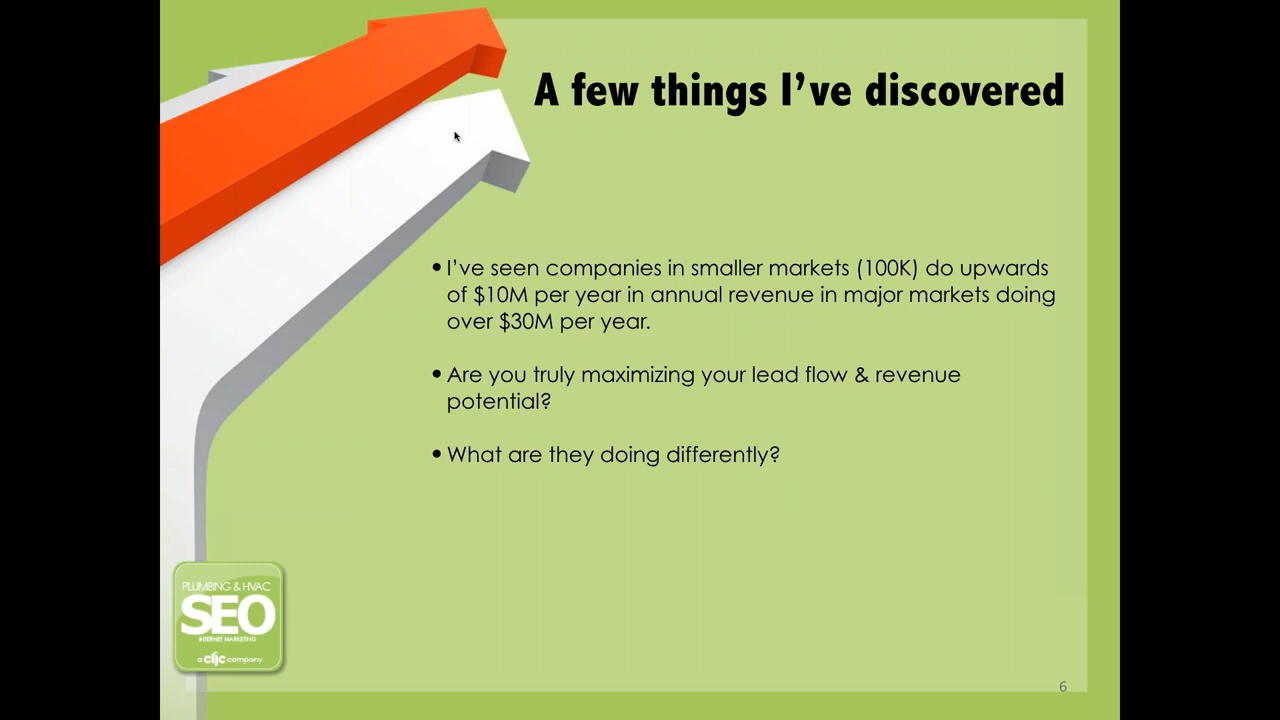 A few things I’ve discovered
• I’ve seen companies in smaller markets (100K) do upwards
of $10M per year in annual revenue in major markets doing
over $30M per year.
• Are you truly maximizing your lead flow & revenue
potential?
• What are they doing differently?
PLUMBING & HVAC
SEO
INTERNET MARKETING
a cfjc company
6